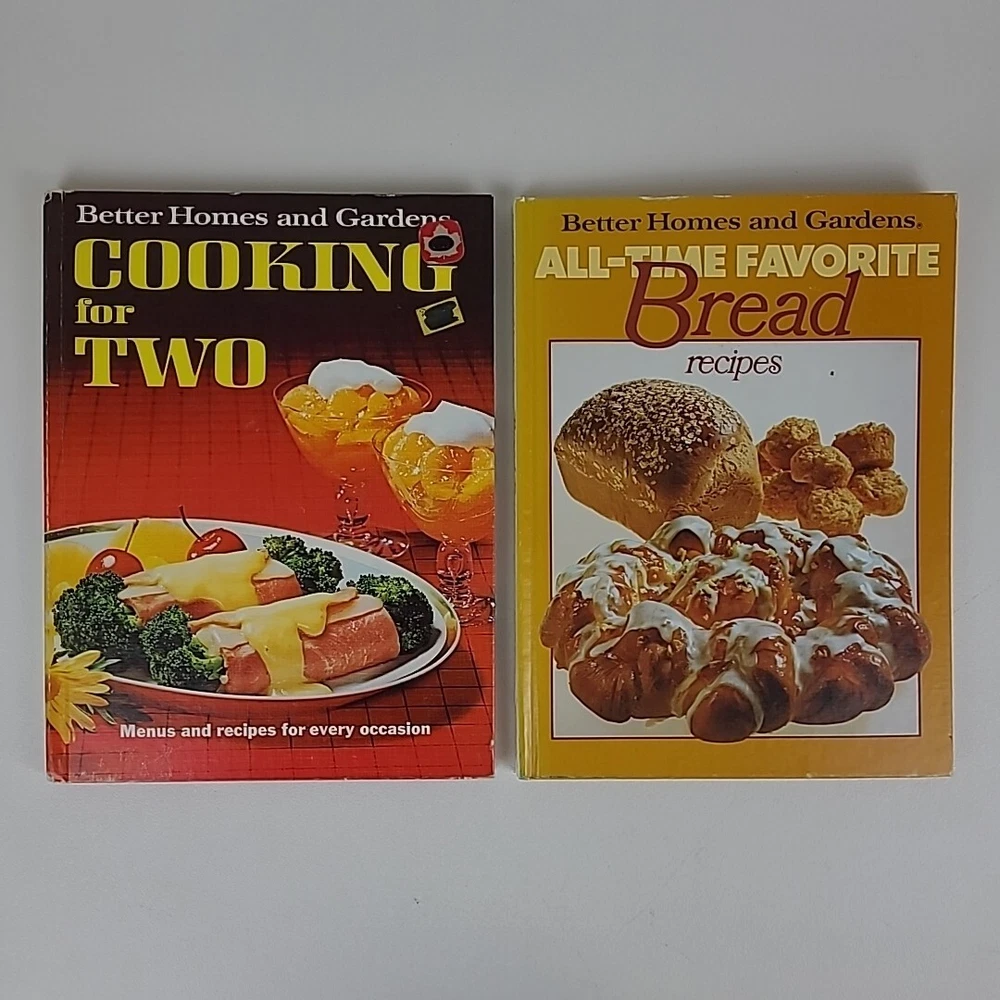 Better Homes and Gardens
COOKING
for
TWO
Menus and recipes for every occasion
Better Homes and Gardens®
ALL-TIME FAVORITE
Bread
recipes